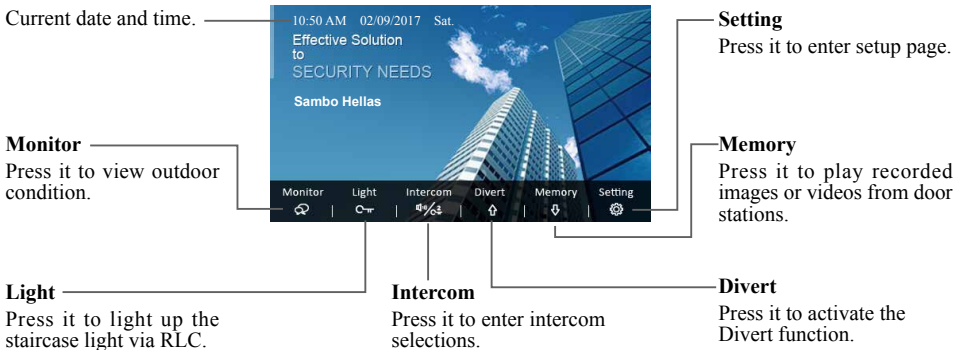 Current date and time.
10:50 AM 02/09/2017 Sat.
Effective Solution
to
SECURITY NEEDS
Sambo Hellas
Setting
Press it to enter setup page.
Monitor
Press it to view outdoor
condition.
Memory
Press it to play recorded
images or videos from door
stations.
Monitor Light Intercom Divert Memory Setting
Light
Press it to light up the
staircase light via RLC.
Intercom
Press it to enter intercom
selections.
Divert
Press it to activate the
Divert function.